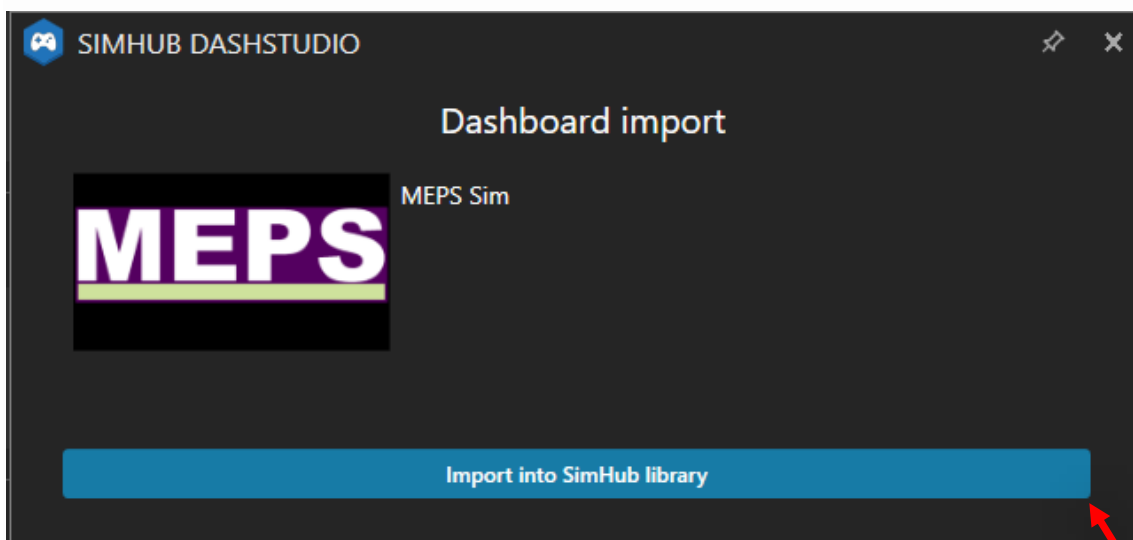 SIMHUB DASHSTUDIO
Dashboard import
MEPS
MEPS Sim
Import into SimHub library